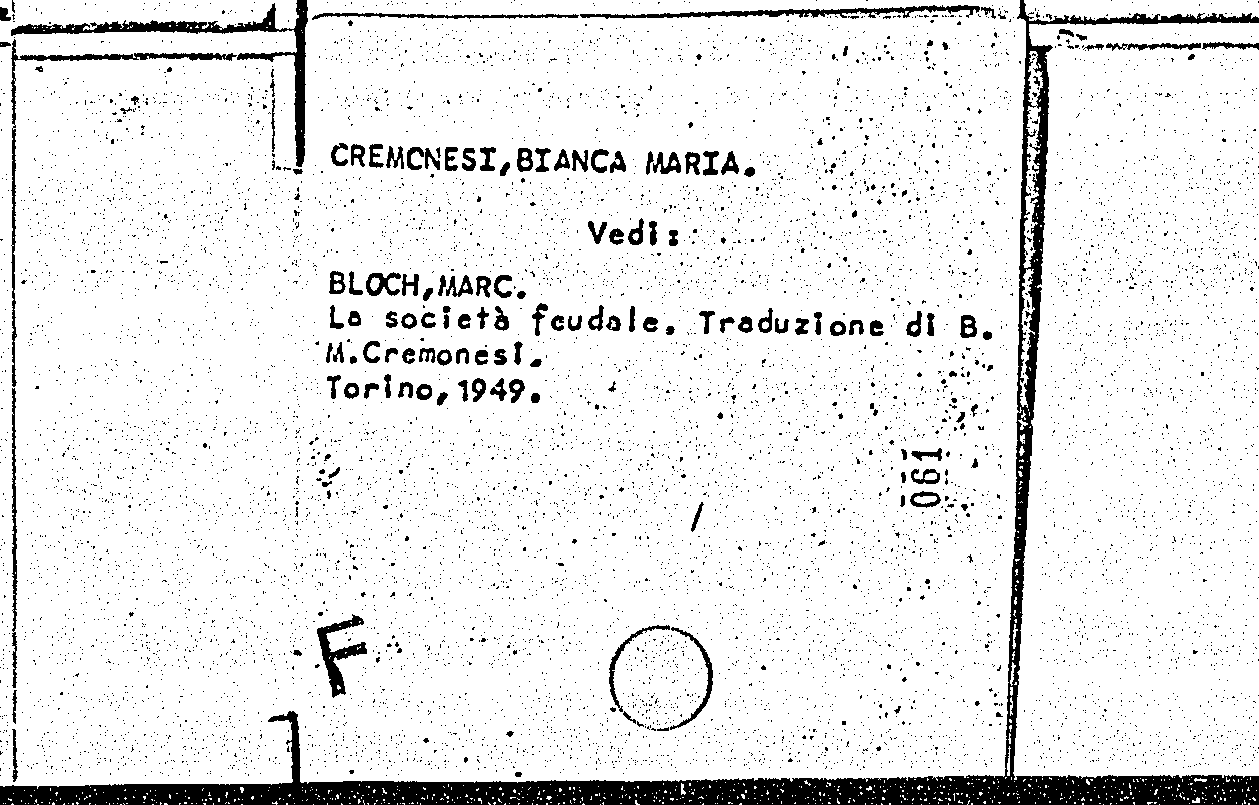 CREMONESI,BIANCA MARIA.
Vedi:
BLOCH,MARC.
La società feudale. Traduzione di B.
M.Cremonesi.
Torino,1949.
061
F